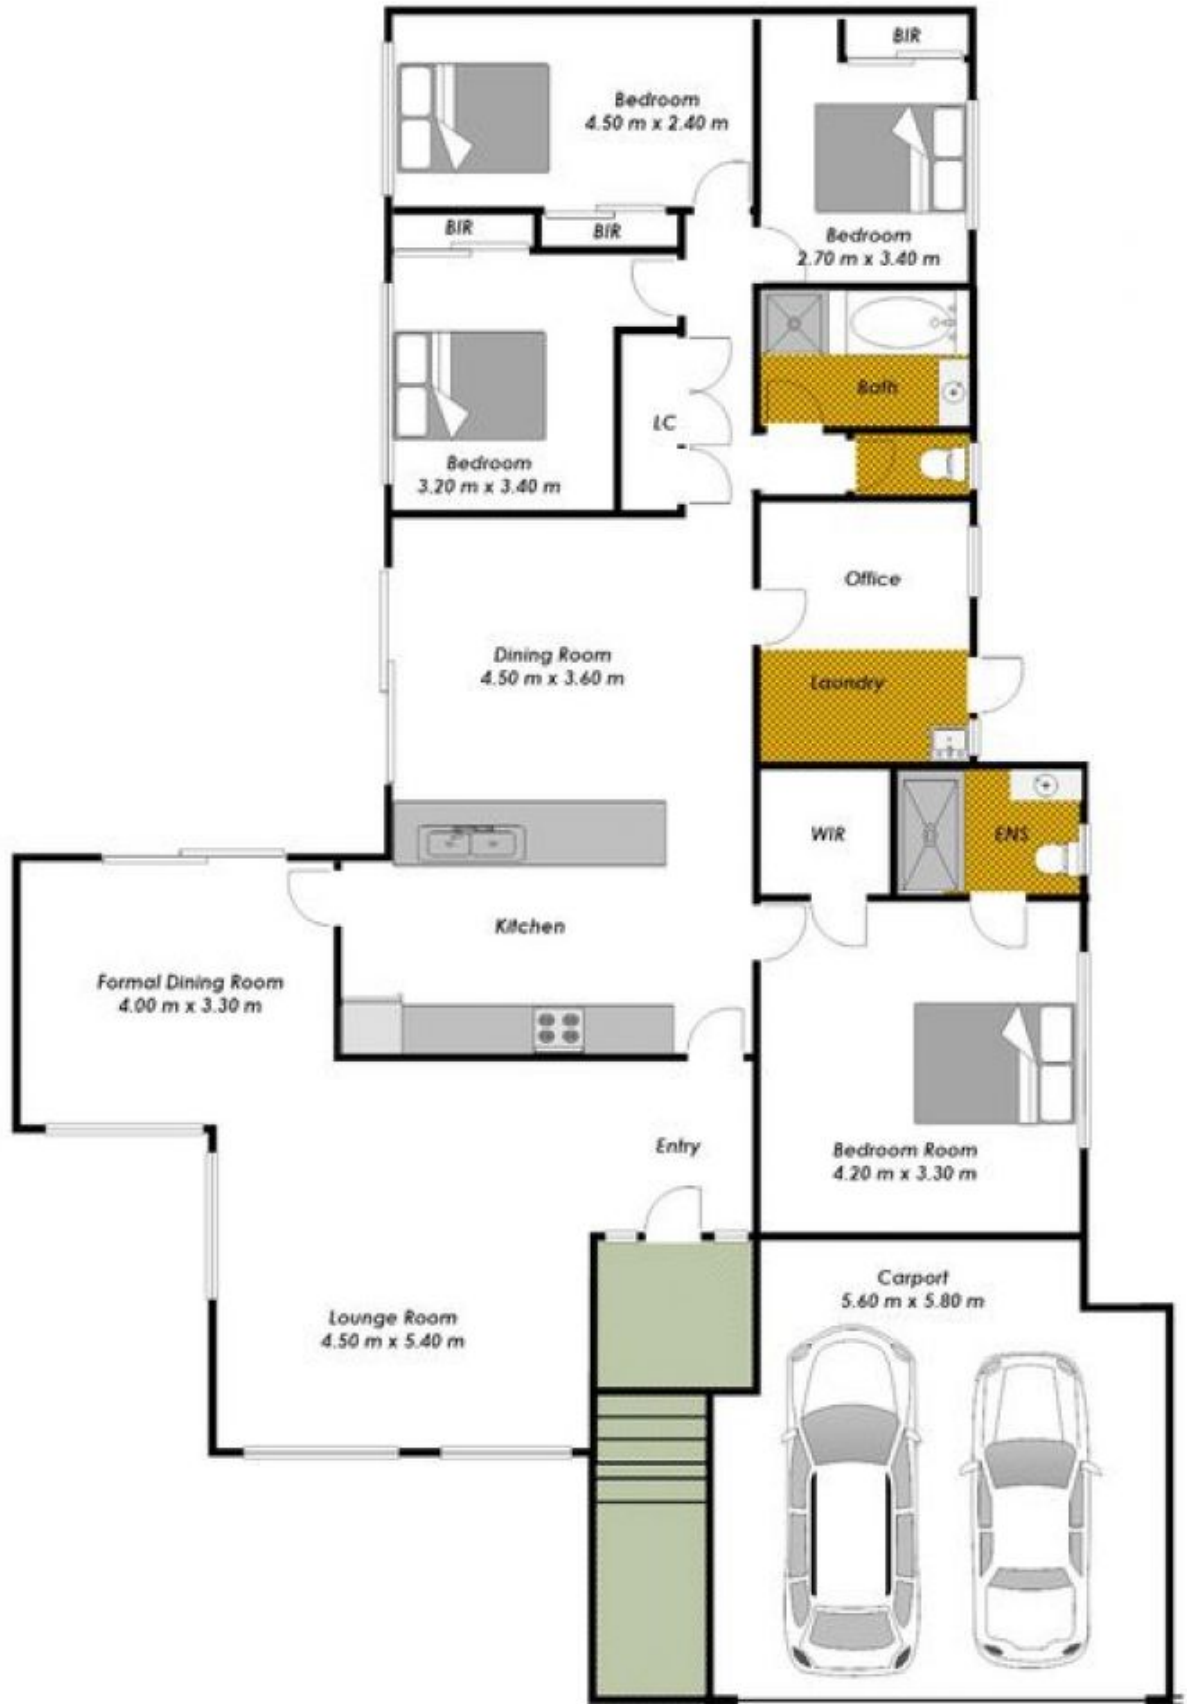 BIR
Bedroom
4.50 m x 2.40 m
BIR
BIR
Bedroom
2.70 m x 3.40 m
Bath
LC
Bedroom
3.20 m x 3.40 m
Office
Dining Room
4.50 m x 3.60 m
Laundry
WIR
ENS
Kitchen
Formal Dining Room
4.00 m x 3.30 m
Entry
Bedroom Room
4.20 m x 3.30 m
Carport
5.60 m x 5.80 m
Lounge Room
4.50 m x 5.40 m